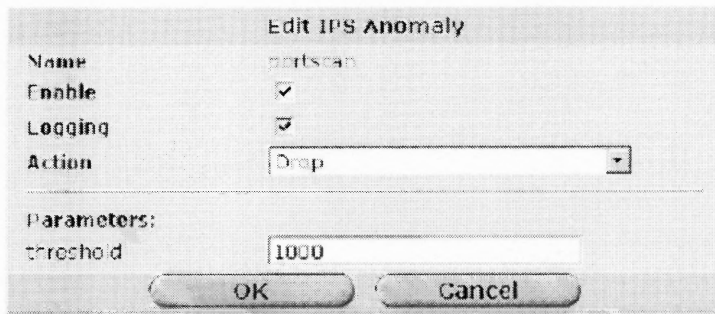 Edit IPS Anomaly
Name portscan
Enable
Logging
Action Drop
Parameters:
threshold 1000
OK Cancel